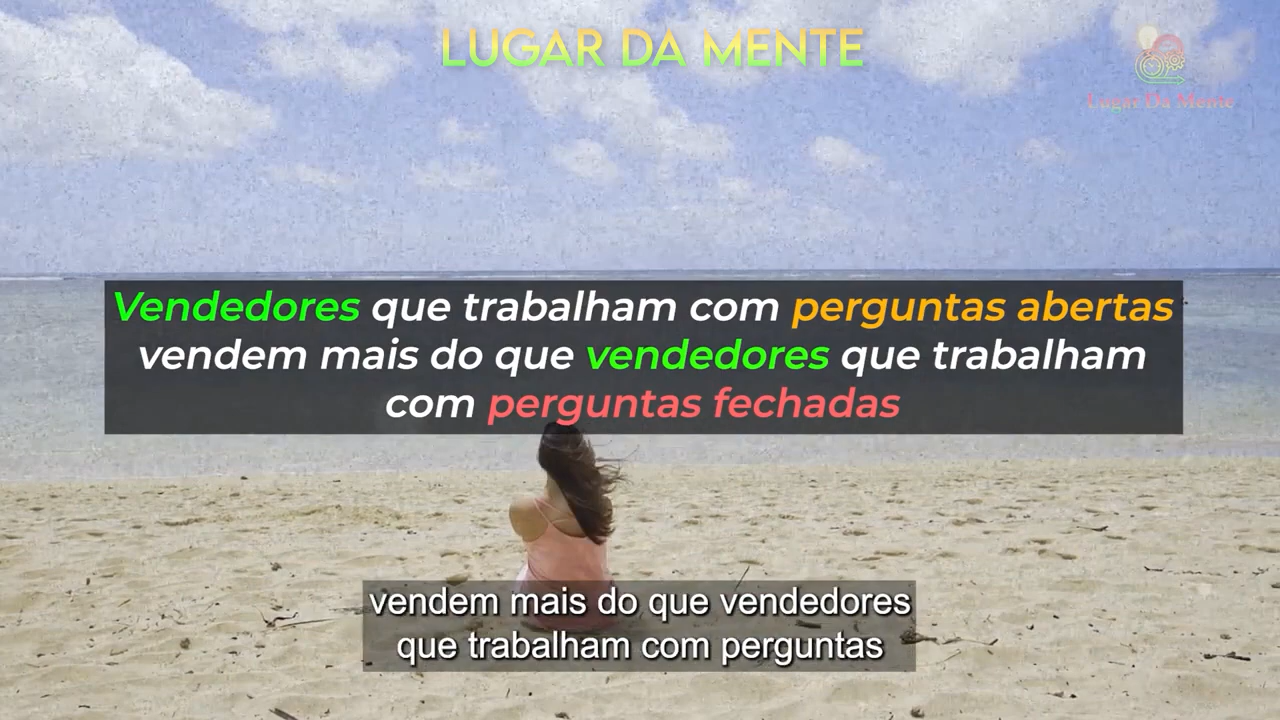 LUGAR DA MENTE
Lugar Da Mente
Vendedores que trabalham com perguntas abertas
vendem mais do que vendedores que trabalham
com perguntas fechadas
vendem mais do que vendedores
que trabalham com perguntas